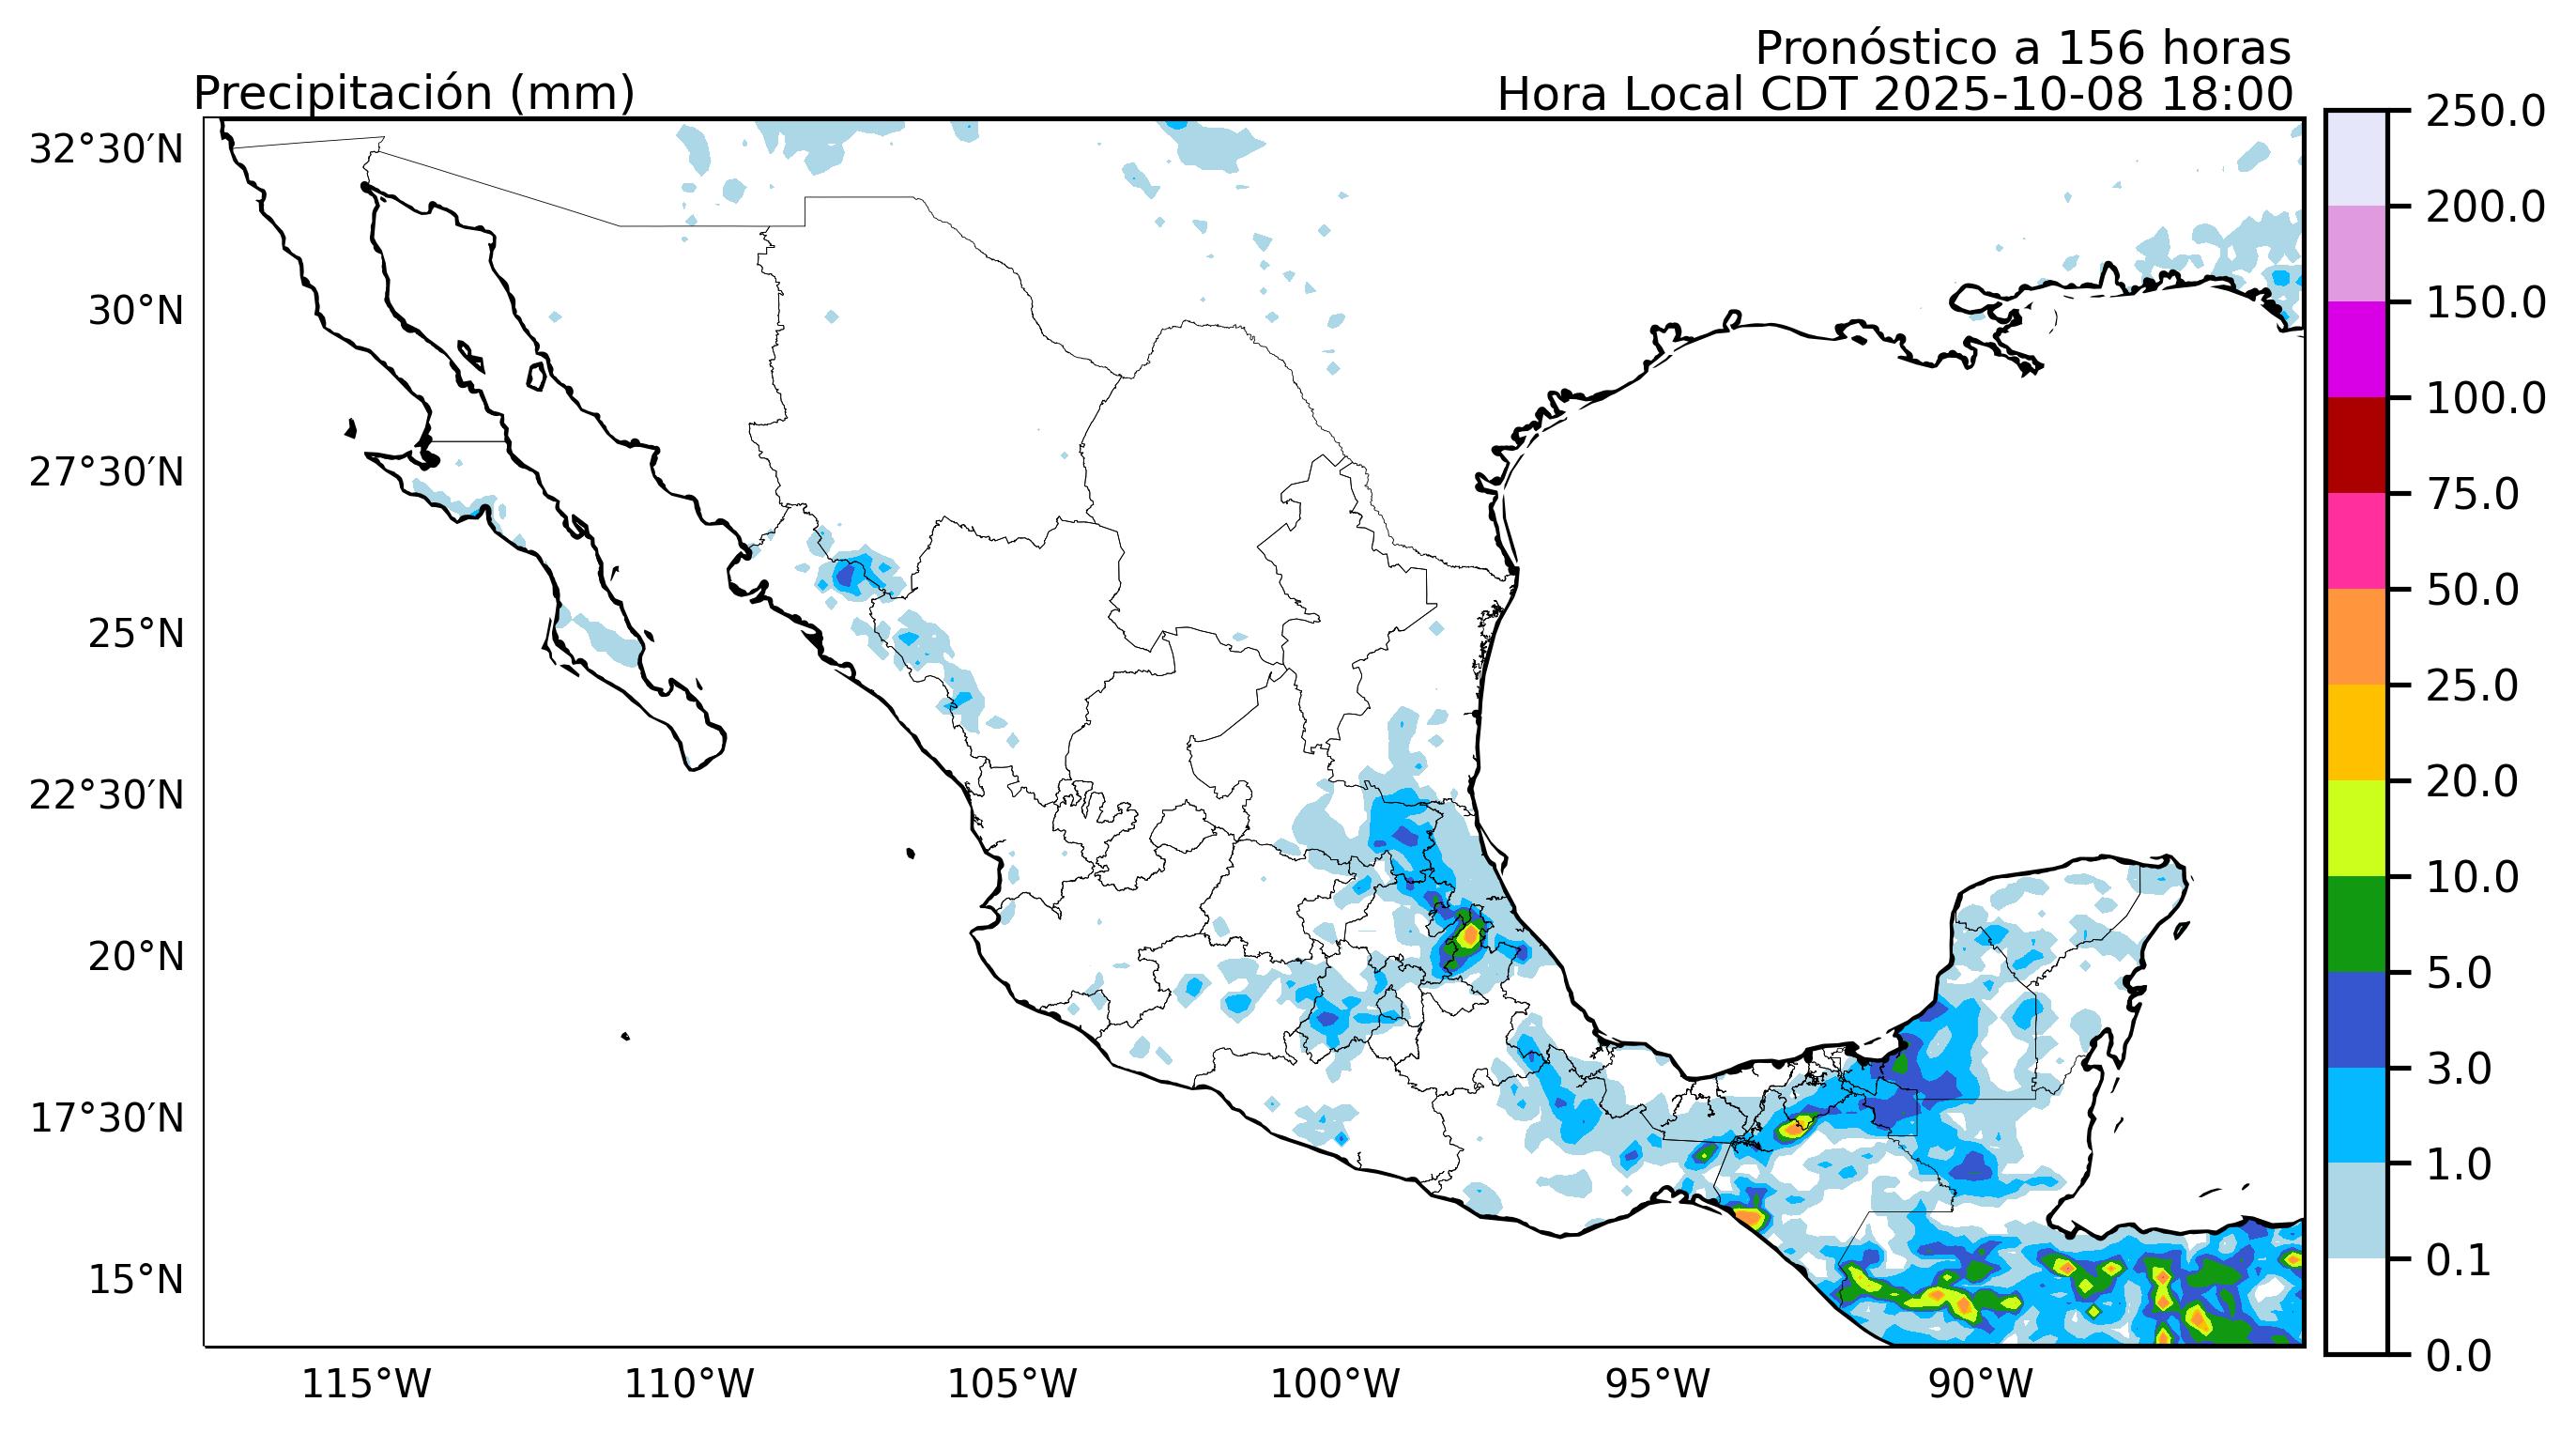 Pronóstico a 156 horas
Precipitación (mm)
Hora Local CDT 2025-10-08 18:00
32°30′N
30°N
27°30′N
25°N
22°30′N
20°N
17°30′N
15°N
115°W
110°W
105°W
100°W
95°W
90°W
250.0
200.0
150.0
100.0
75.0
50.0
25.0
20.0
10.0
5.0
3.0
1.0
0.1
0.0